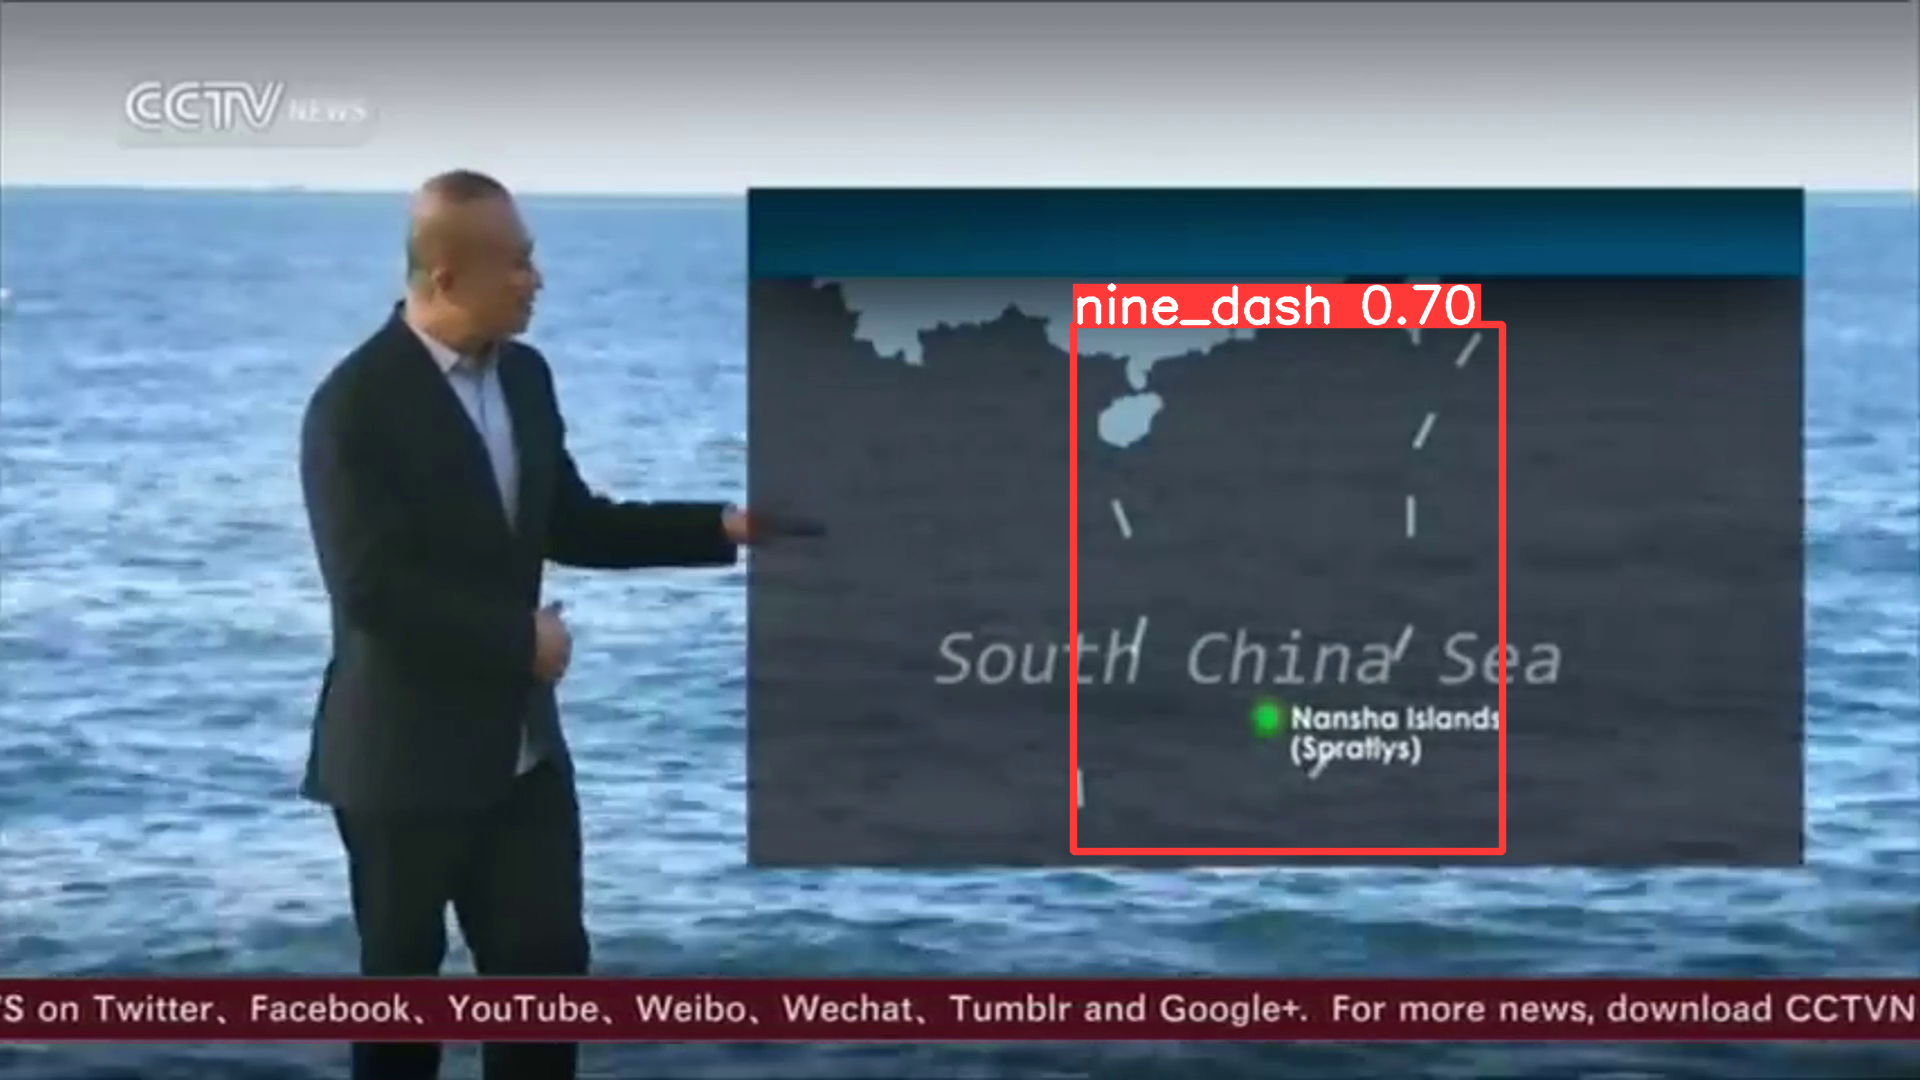 CCTV NEWS
nine_dash 0.70
South China Sea
Nansha Islands
(Spratlys)
'S on Twitter、Facebook、YouTube、Weibo、Wechat、Tumblr and Google+. For more news, download CCTVN